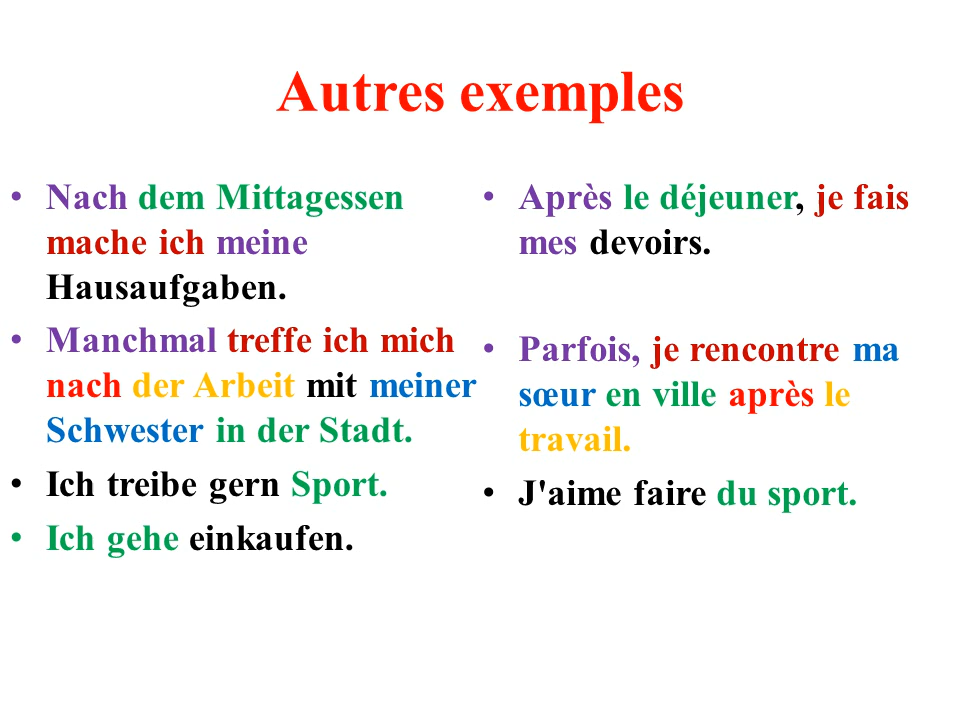 Autres exemples
• Nach dem Mittagessen
mache ich meine
Hausaufgaben.
• Manchmal treffe ich mich
nach der Arbeit mit meiner
Schwester in der Stadt.
• Ich treibe gern Sport.
• Ich gehe einkaufen.
• Après le déjeuner, je fais
mes devoirs.
• Parfois, je rencontre ma
sœur en ville après le
travail.
• J'aime faire du sport.